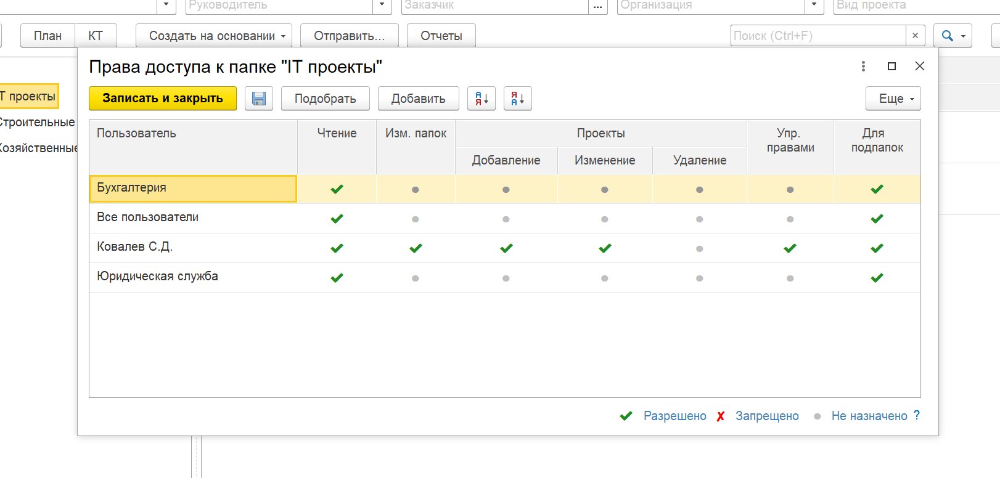 Руководитель
Заказчик
...
Организация
Вид проекта
План
КТ
Создать на основании
Отправить...
Отчеты
Поиск (Ctrl+F)
×
Права доступа к папке "IT проекты"
Записать и закрыть
Подобрать
Добавить
Еще
Пользователь
Чтение
Изм. папок
Проекты
Упр. правами
Для подпапок
Добавление
Изменение
Удаление
Бухгалтерия
Все пользователи
Ковалев С.Д.
Юридическая служба
Разрешено
Запрещено
Не назначено ?
IT проекты
Строительные
Хозяйственные